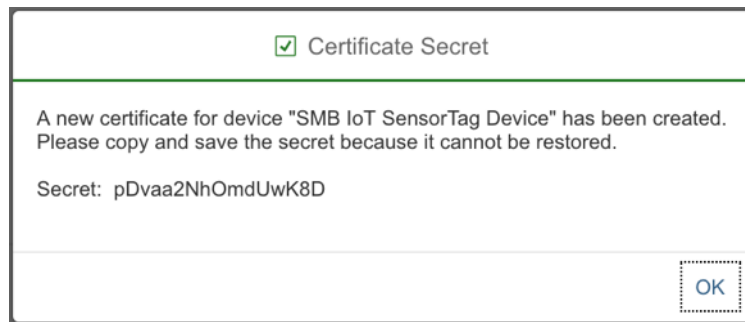 Certificate Secret
A new certificate for device "SMB IoT SensorTag Device" has been created.
Please copy and save the secret because it cannot be restored.
Secret: pDvaa2NhOmdUwK8D
OK